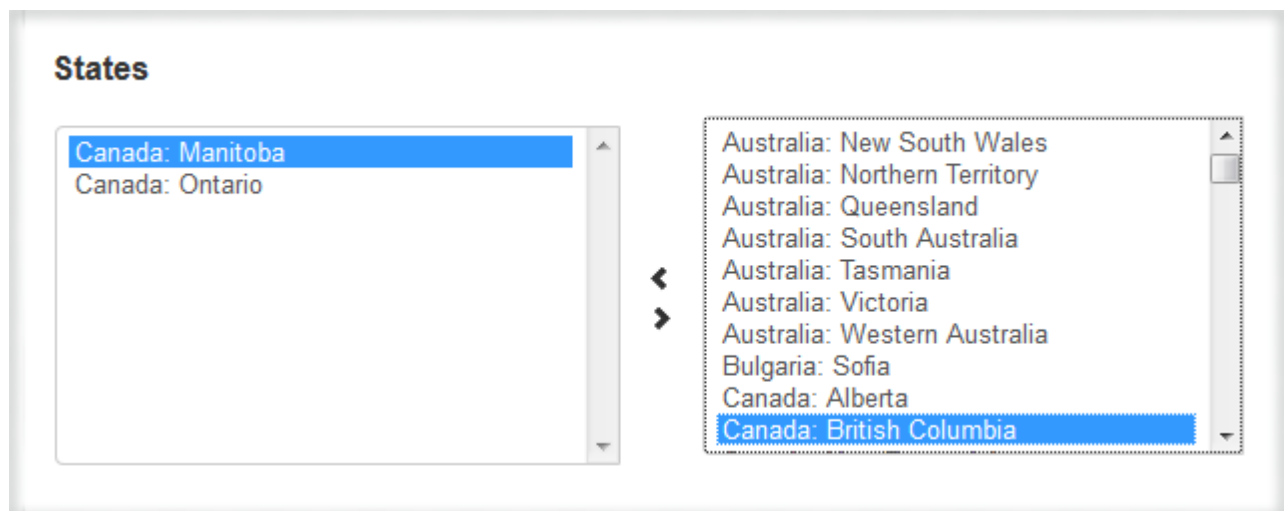 States
Canada: Manitoba
Canada: Ontario
Australia: New South Wales
Australia: Northern Territory
Australia: Queensland
Australia: South Australia
Australia: Tasmania
Australia: Victoria
Australia: Western Australia
Bulgaria: Sofia
Canada: Alberta
Canada: British Columbia